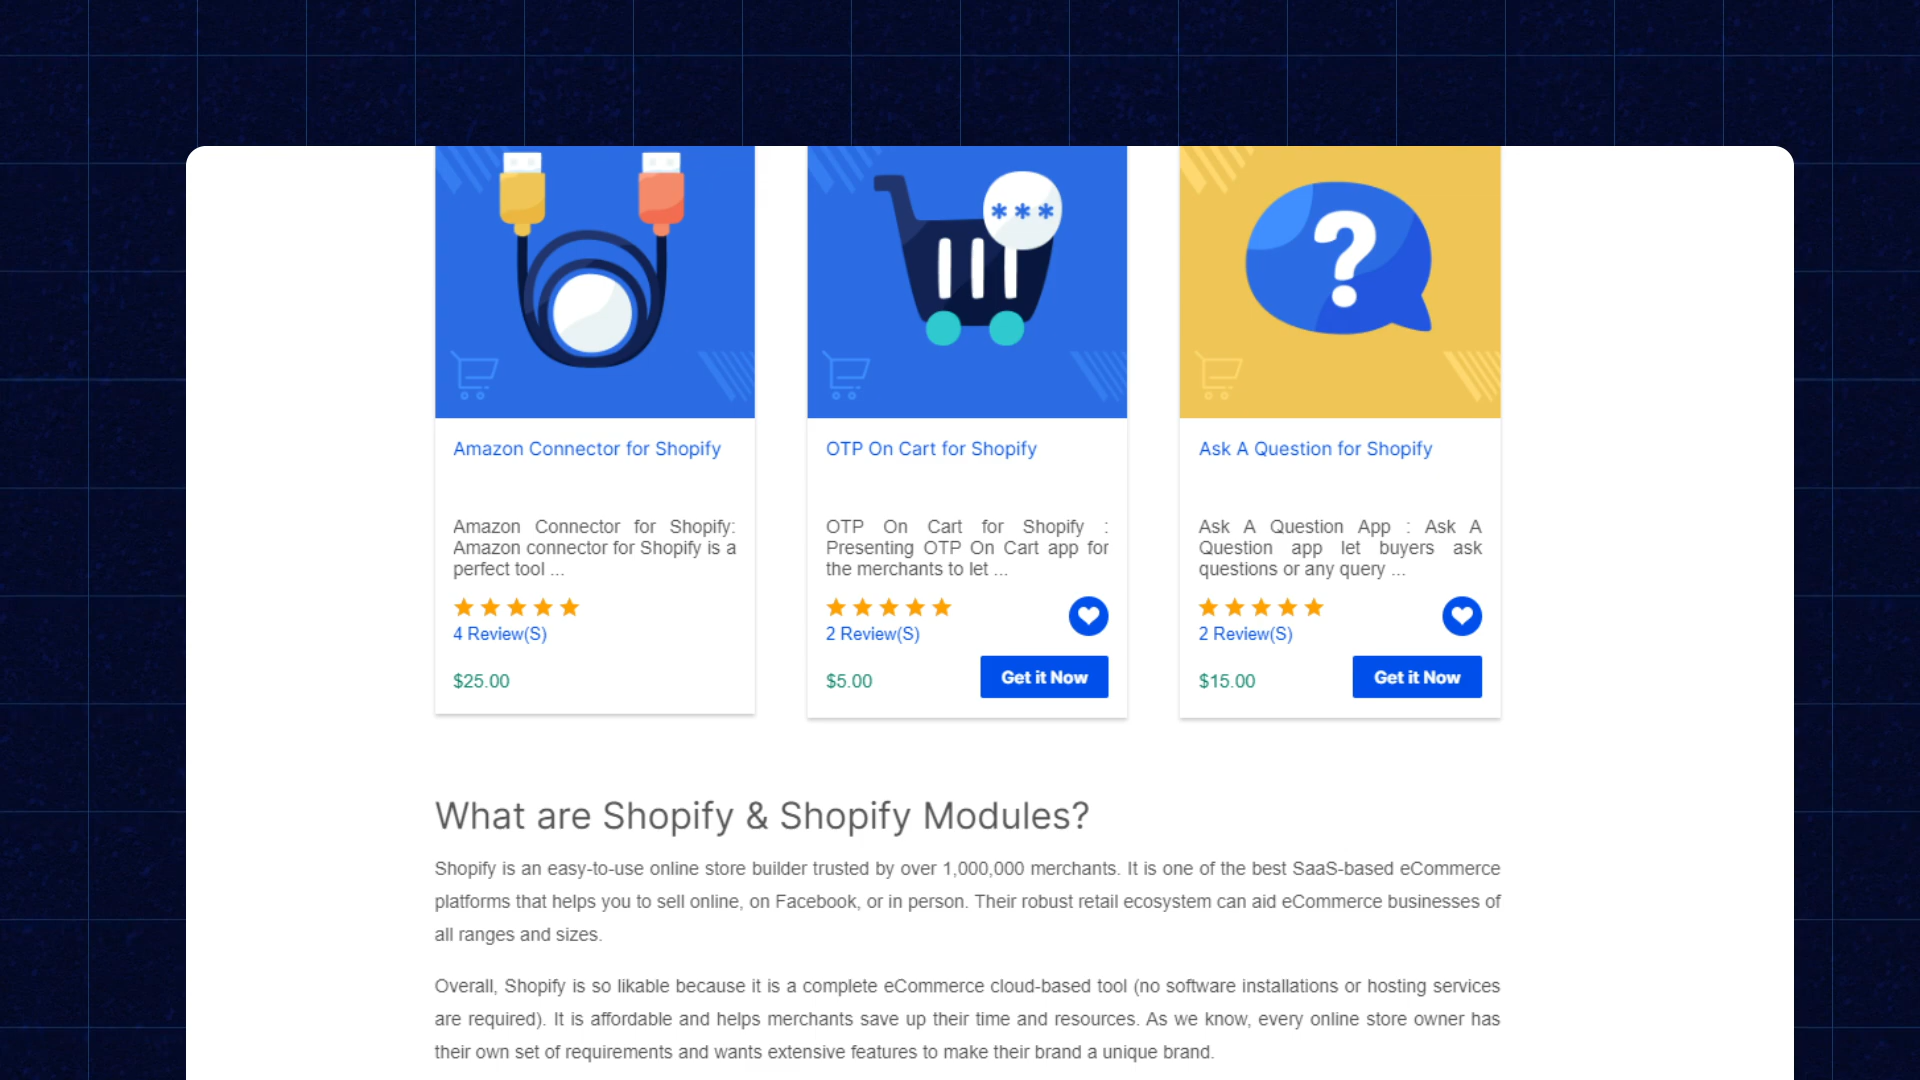 ***
?
Amazon Connector for Shopify
OTP On Cart for Shopify
Ask A Question for Shopify
Amazon Connector for Shopify:
Amazon connector for Shopify is a
perfect tool ...
OTP On Cart for Shopify :
Presenting OTP On Cart app for
the merchants to let ...
Ask A Question App : Ask A
Question app let buyers ask
questions or any query ...
4 Review(S)
2 Review(S)
2 Review(S)
$25.00
$5.00
Get it Now
$15.00
Get it Now
What are Shopify & Shopify Modules?
Shopify is an easy-to-use online store builder trusted by over 1,000,000 merchants. It is one of the best SaaS-based eCommerce
platforms that helps you to sell online, on Facebook, or in person. Their robust retail ecosystem can aid eCommerce businesses of
all ranges and sizes.
Overall, Shopify is so likable because it is a complete eCommerce cloud-based tool (no software installations or hosting services
are required). It is affordable and helps merchants save up their time and resources. As we know, every online store owner has
their own set of requirements and wants extensive features to make their brand a unique brand.